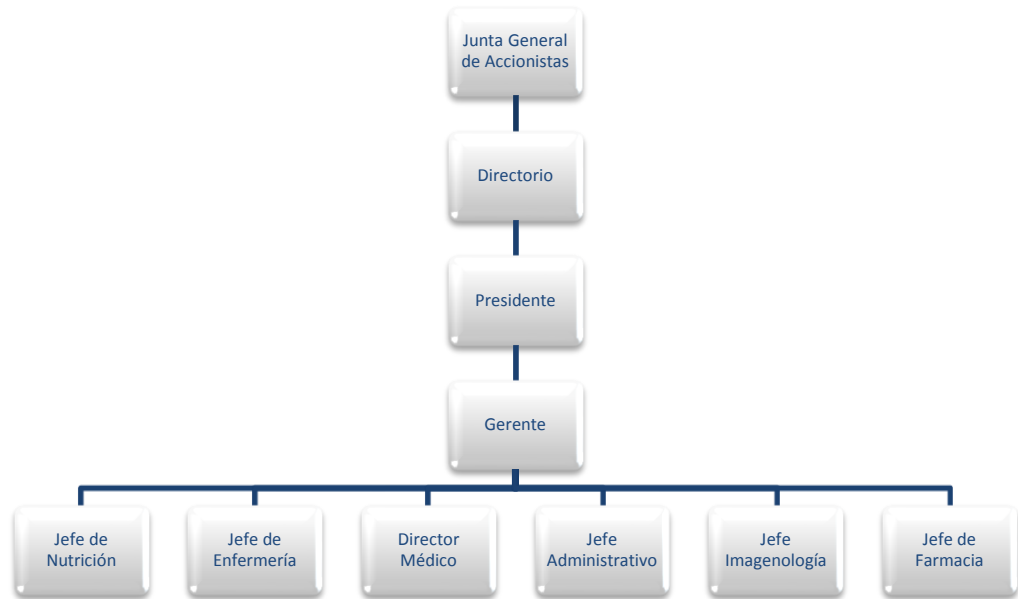 Junta General
de Accionistas
Directorio
Presidente
Gerente
Jefe de
Nutrición
Jefe de
Enfermería
Director
Médico
Jefe
Administrativo
Jefe
Imagenología
Jefe de
Farmacia